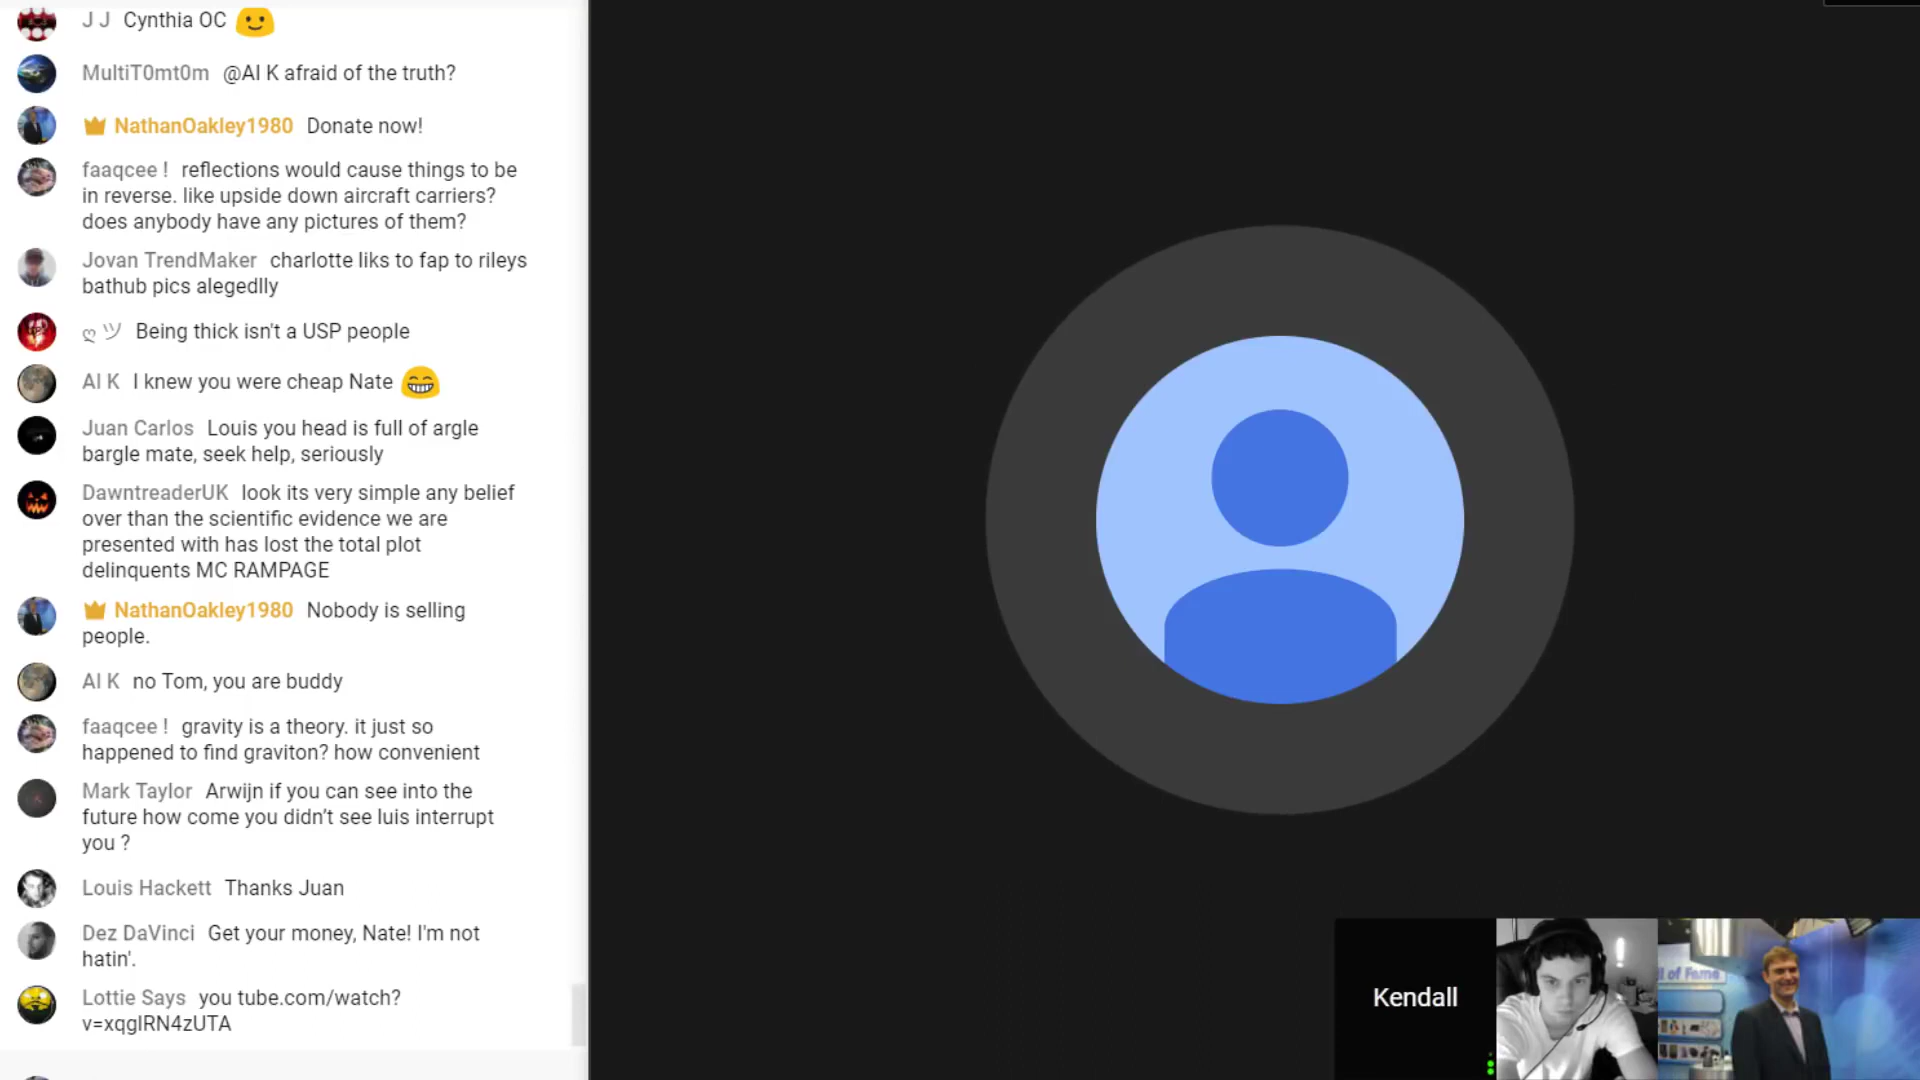 J J Cynthia OC
MultiT0mt0m @Al K afraid of the truth?
NathanOakley1980 Donate now!
faaqcee ! reflections would cause things to be
in reverse. like upside down aircraft carriers?
does anybody have any pictures of them?
Jovan TrendMaker charlotte liks to fap to rileys
bathub pics alegedlly
ღ ツ Being thick isn't a USP people
Al K I knew you were cheap Nate
Juan Carlos Louis you head is full of argle
bargle mate, seek help, seriously
DawntreaderUK look its very simple any belief
over than the scientific evidence we are
presented with has lost the total plot
delinquents MC RAMPAGE
NathanOakley1980 Nobody is selling
people.
Al K no Tom, you are buddy
faaqcee ! gravity is a theory. it just so
happened to find graviton? how convenient
Mark Taylor Arwijn if you can see into the
future how come you didn't see luis interrupt
you ?
Louis Hackett Thanks Juan
Dez DaVinci Get your money, Nate! I'm not
hatin'.
Lottie Says you tube.com/watch?
v=xqglRN4zUTA
Kendall
l of Fame